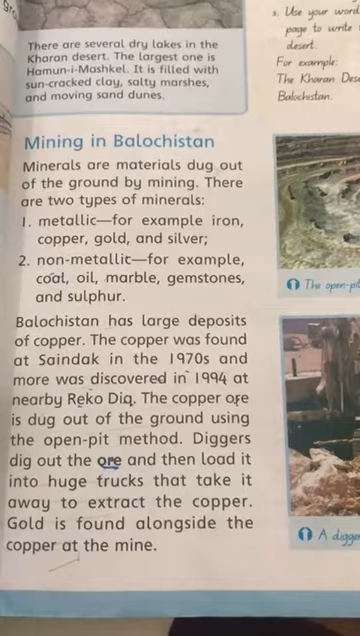 There are several dry lakes in the
Kharan desert. The largest one is
Hamun-i-Mashkel. It is filled with
sun-cracked clay, salty marshes,
and moving sand dunes.
Mining in Balochistan
Minerals are materials dug out
of the ground by mining. There
are two types of minerals:
1. metallic—for example iron,
copper, gold, and silver;
2. non-metallic—for example,
coal, oil, marble, gemstones,
and sulphur.
Balochistan has large deposits
of copper. The copper was found
at Saindak in the 1970s and
more was discovered in 1994 at
nearby Reko Diq. The copper ore
is dug out of the ground using
the open-pit method. Diggers
dig out the ore and then load it
into huge trucks that take it
away to extract the copper.
Gold is found alongside the
copper at the mine.
Use your word
page to write
desert.
For example:
The Kharan
Balochistan.
The open-pit
A digger